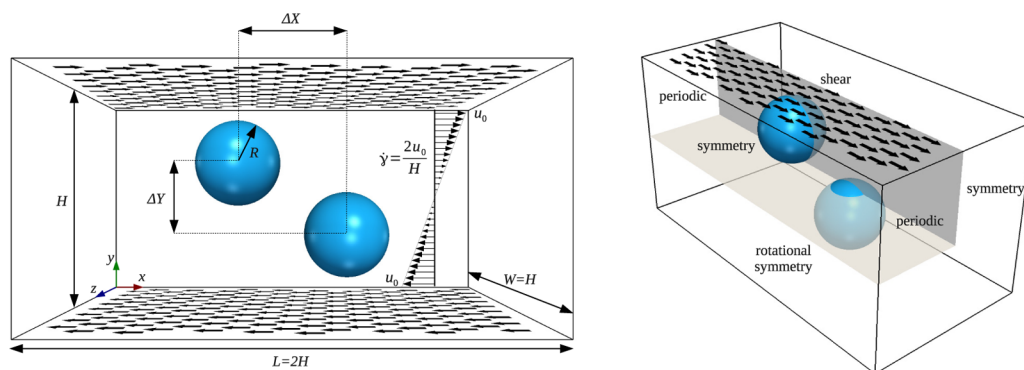 ΔX
u₀
R
γ̇ = 2u₀/H
H
ΔY
y
x
z
u₀
W=H
L=2H
shear
periodic
symmetry
symmetry
periodic
rotational
symmetry